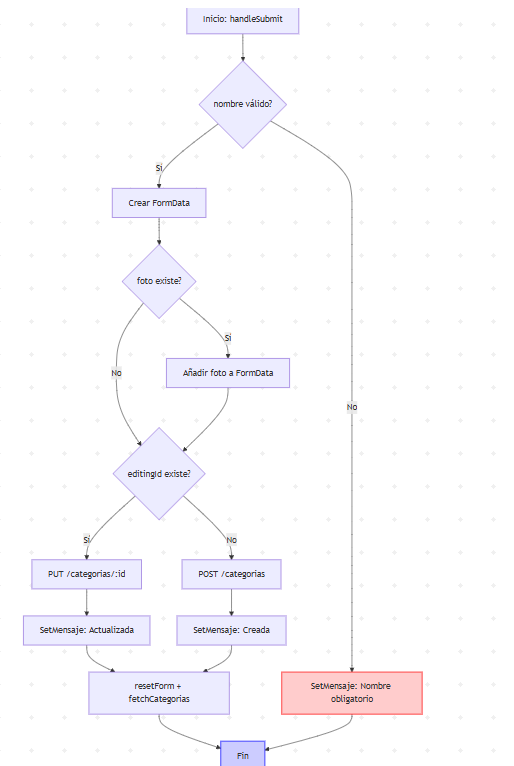 Inicio: handleSubmit
nombre válido?
Sí
Crear FormData
foto existe?
Sí
No
Añadir foto a FormData
No
editingId existe?
Sí
No
PUT /categorias/:id
POST /categorias
SetMensaje: Actualizada
SetMensaje: Creada
resetForm +
fetchCategorias
SetMensaje: Nombre
obligatorio
Fin